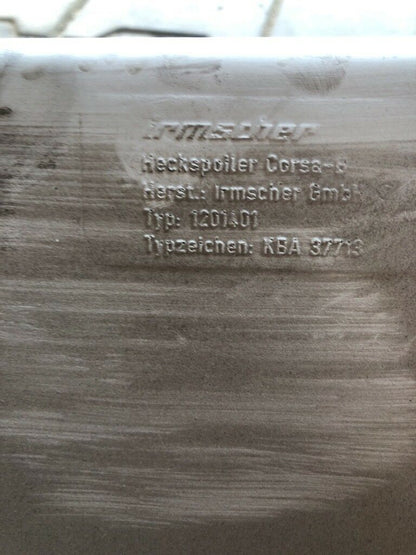 irmscher
Heckspoiler Corsa-B
Herst.: Irmscher GmbH
Typ: 1201401
Typzeichen: KBA 37713